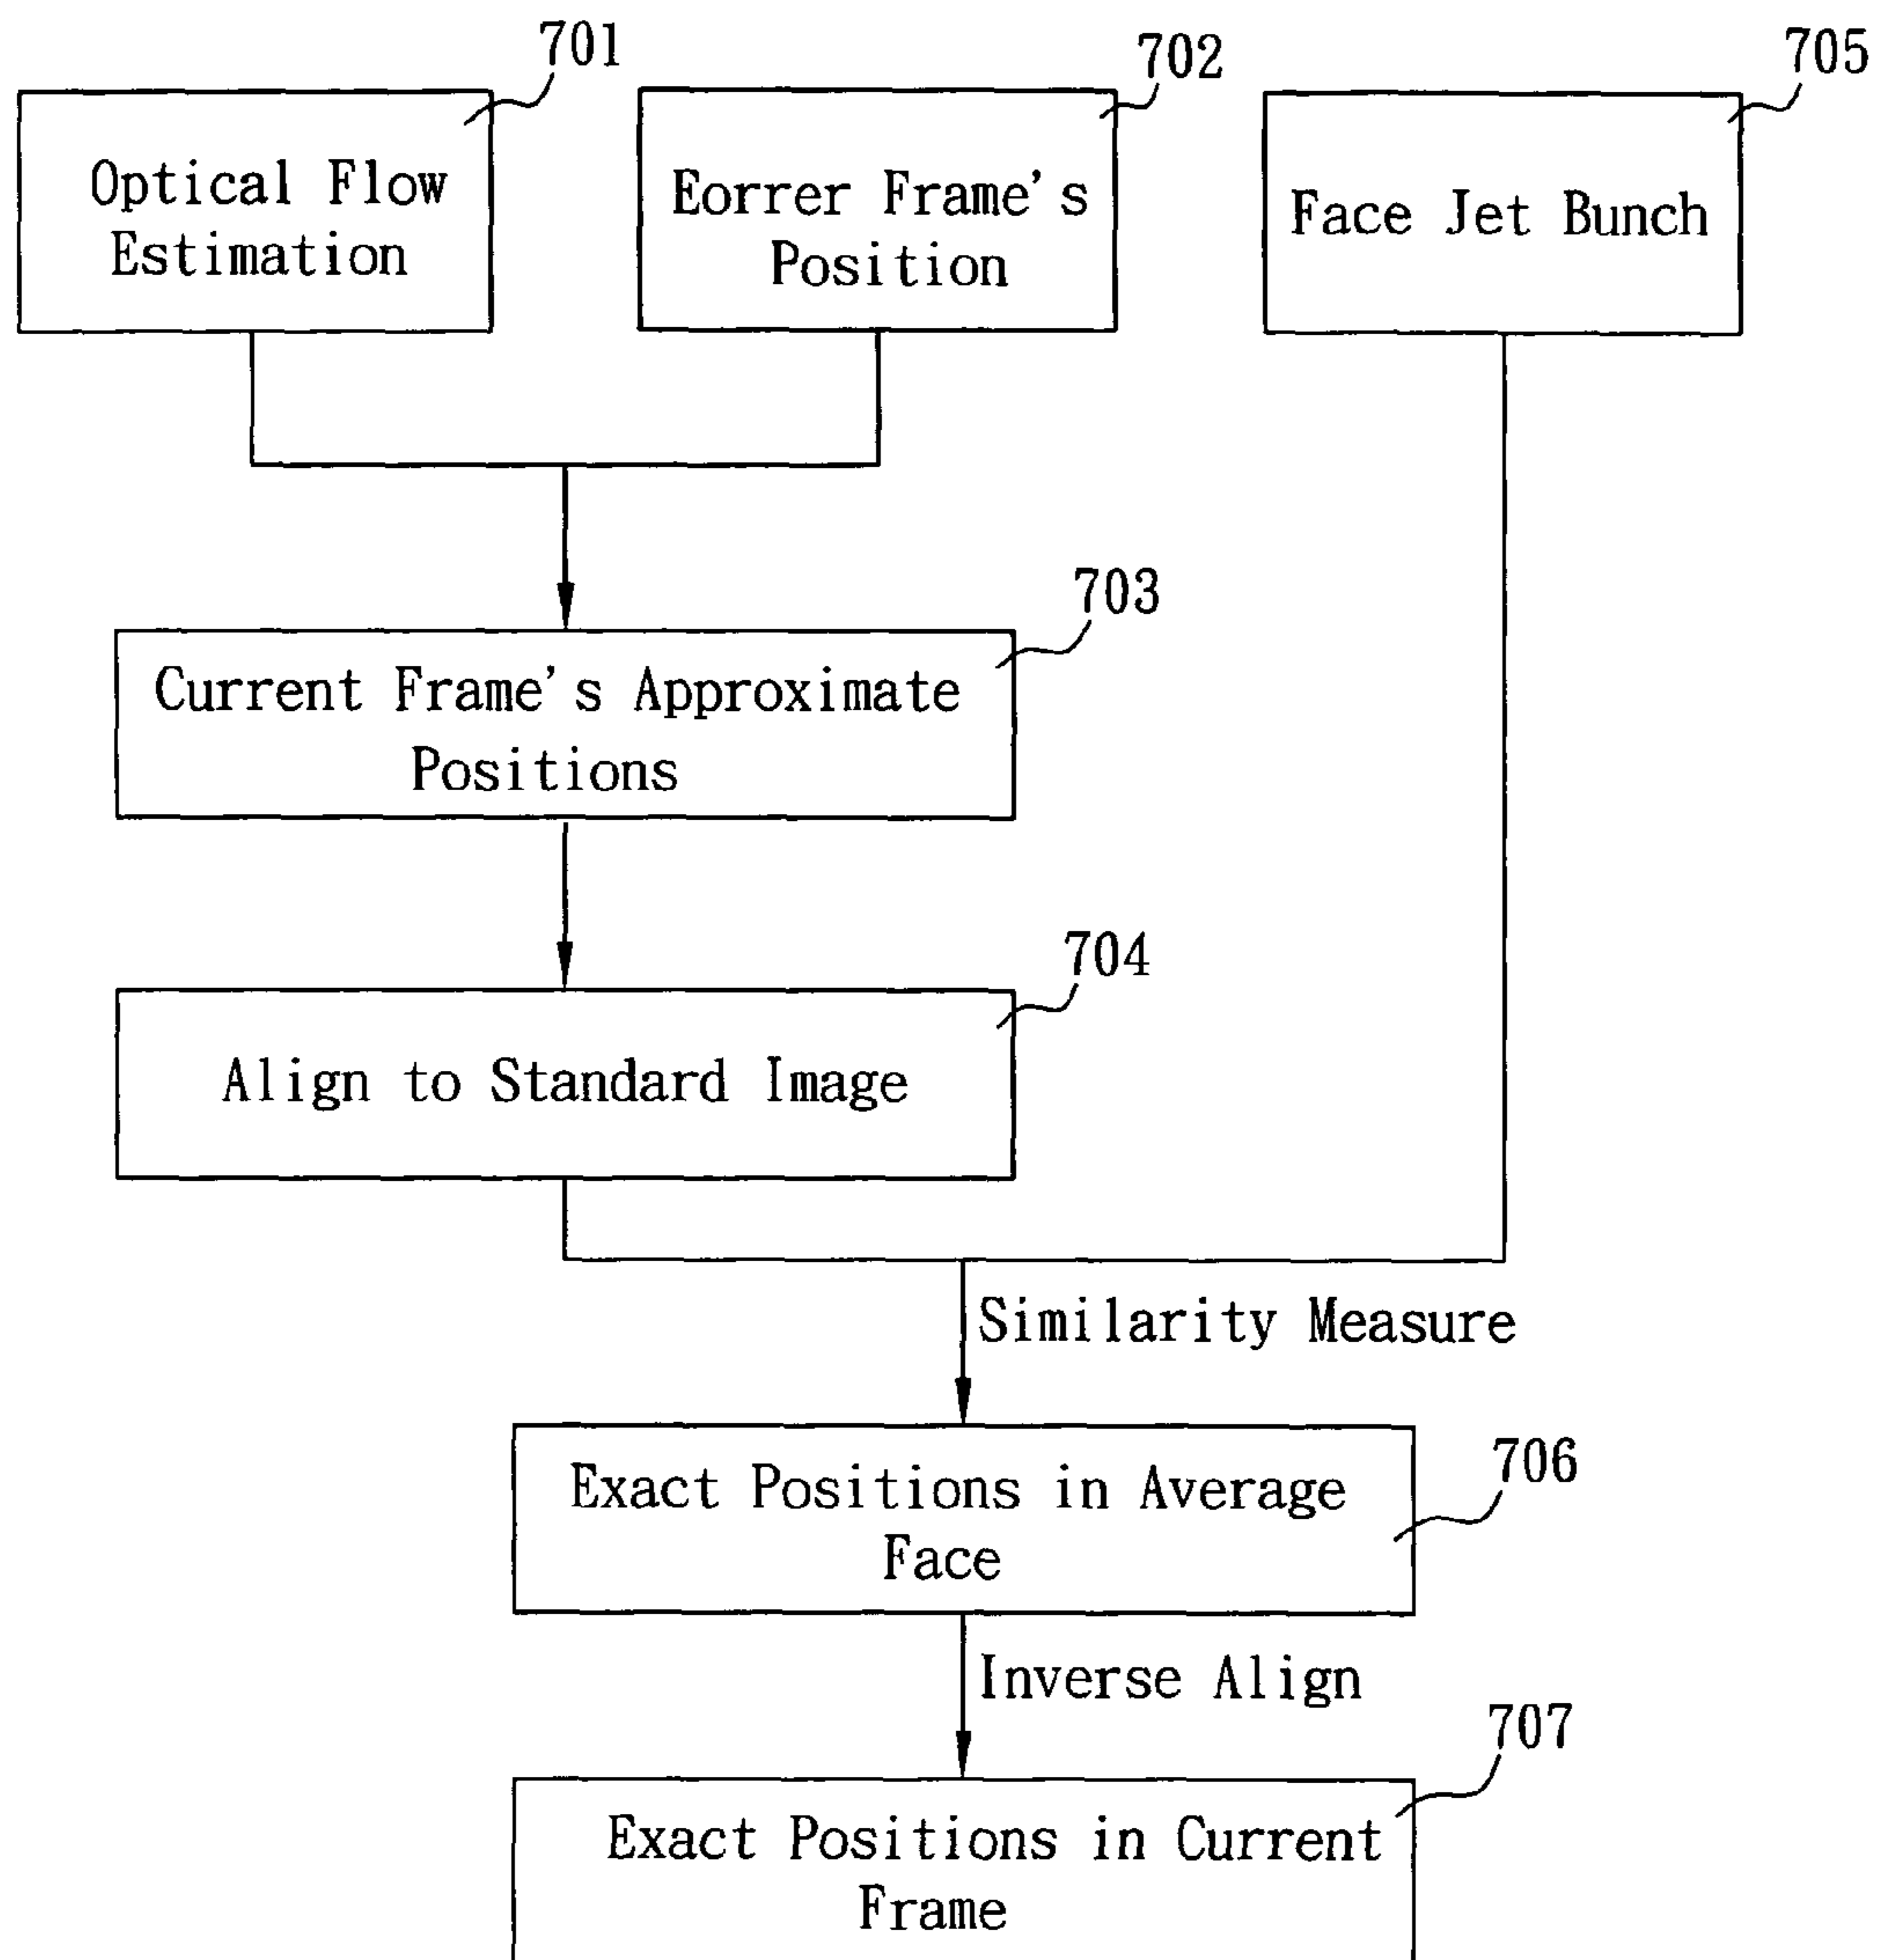 701
702
705
Optical Flow
Estimation
Eorrer Frame's
Position
Face Jet Bunch
703
Current Frame's Approximate
Positions
704
Align to Standard Image
Similarity Measure
706
Exact Positions in Average
Face
Inverse Align
707
Exact Positions in Current
Frame